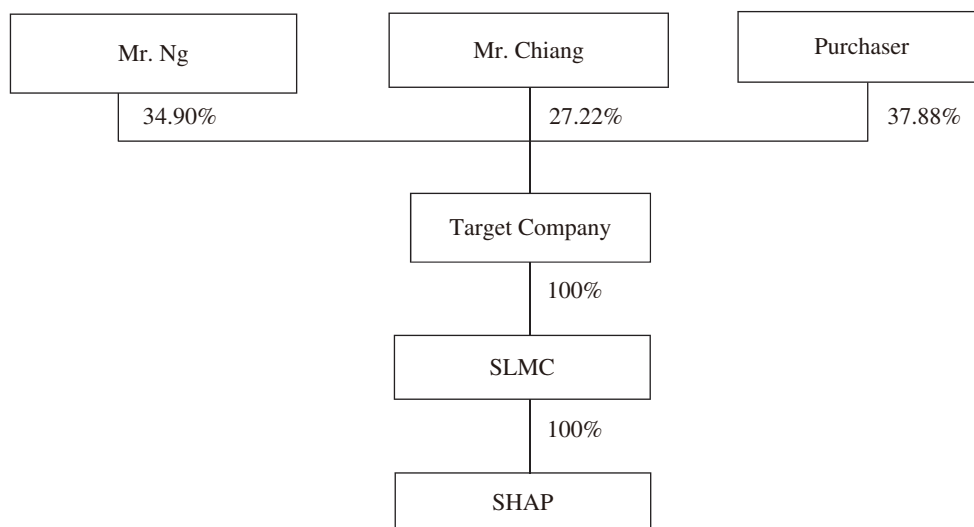 Mr. Ng
Mr. Chiang
Purchaser
34.90%
27.22%
37.88%
Target Company
100%
SLMC
100%
SHAP